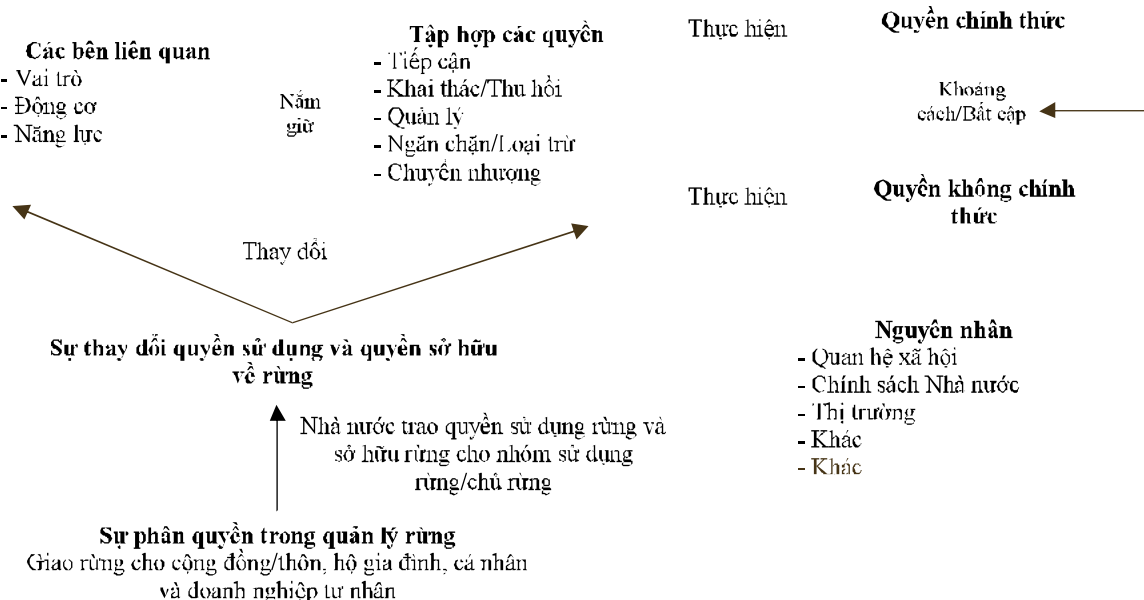 Các bên liên quan
- Vai trò
- Động cơ
- Năng lực
Nắm
giữ
Tập hợp các quyền
- Tiếp cận
- Khai thác/Thu hồi
- Quản lý
- Ngăn chặn/Loại trừ
- Chuyển nhượng
Thực hiện
Quyền chính thức
Khoảng
cách/Bất cập
Thực hiện
Quyền không chính
thức
Thay đổi
Sự thay đổi quyền sử dụng và quyền sở hữu
về rừng
Nguyên nhân
- Quan hệ xã hội
- Chính sách Nhà nước
- Thị trường
- Khác
- Khác
Nhà nước trao quyền sử dụng rừng và
sở hữu rừng cho nhóm sử dụng
rừng/chủ rừng
Sự phân quyền trong quản lý rừng
Giao rừng cho cộng đồng/thôn, hộ gia đình, cá nhân
và doanh nghiệp tư nhân